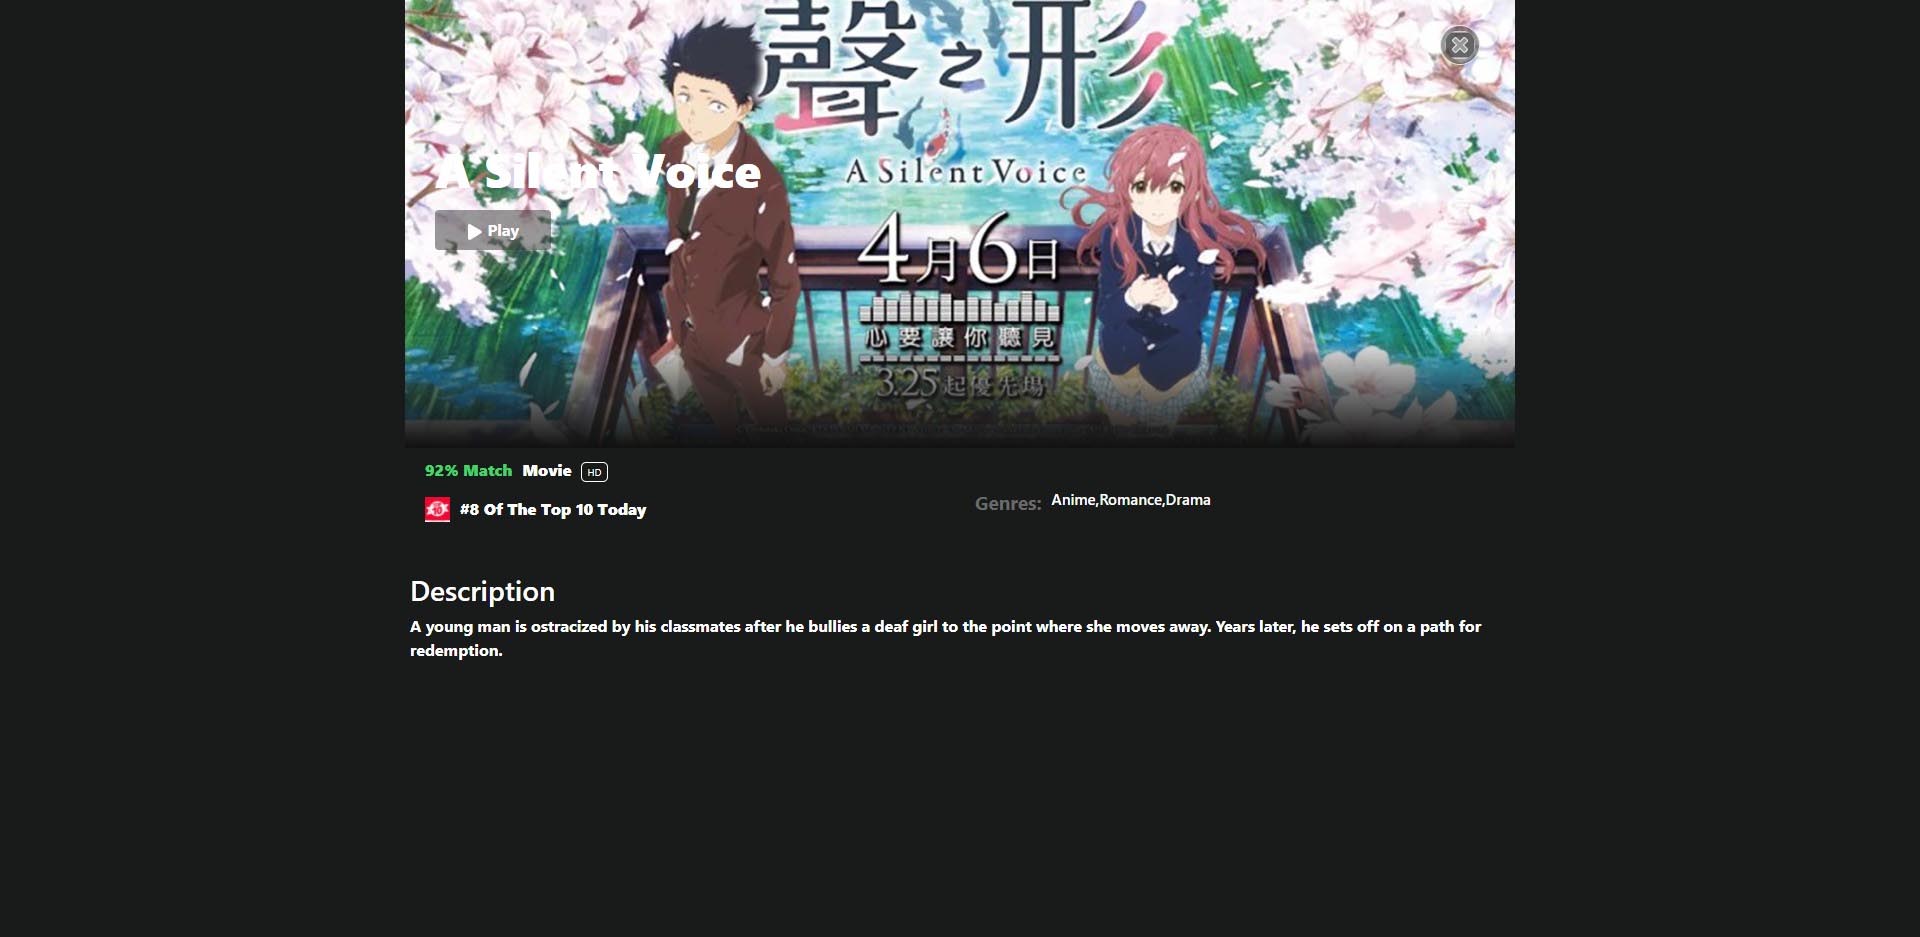 聲之形
A Silent Voice
A Silent Voice
Play
4月6日
心要讓你聽見
3.25起優先場
92% Match Movie HD
#8 Of The Top 10 Today
Genres: Anime,Romance,Drama
Description
A young man is ostracized by his classmates after he bullies a deaf girl to the point where she moves away. Years later, he sets off on a path for
redemption.